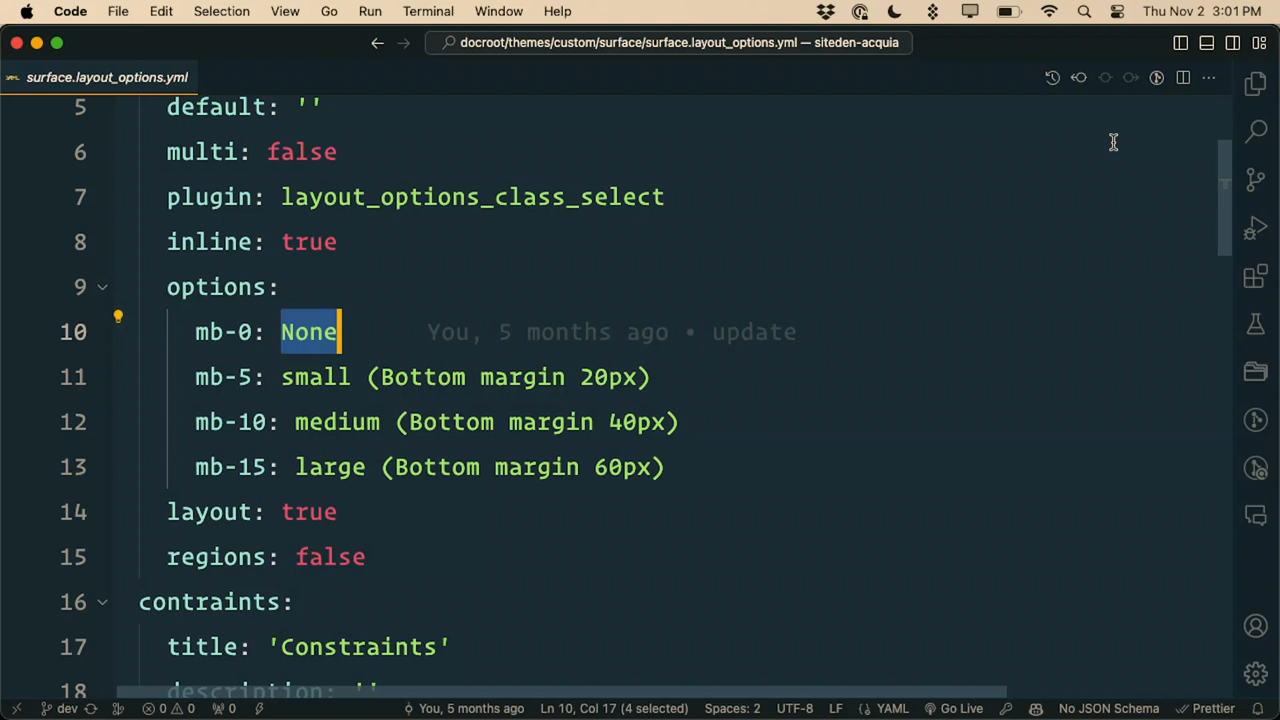 Code File Edit Selection View Go Run Terminal Window Help Thu Nov 2 3:01 PM
docroot/themes/custom/surface/surface.layout_options.yml — siteden-acquia
surface.layout_options.yml
5 default: ''
6 multi: false
7 plugin: layout_options_class_select
8 inline: true
9 options:
10 mb-0: None You, 5 months ago • update
11 mb-5: small (Bottom margin 20px)
12 mb-10: medium (Bottom margin 40px)
13 mb-15: large (Bottom margin 60px)
14 layout: true
15 regions: false
16 contraints:
17 title: 'Constraints'
18 description: ''
dev 0 0 0 You, 5 months ago Ln 10, Col 17 (4 selected) Spaces: 2 UTF-8 LF YAML Go Live No JSON Schema Prettier